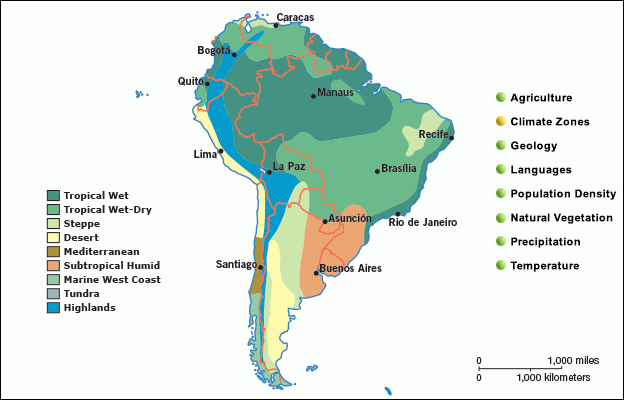 Caracas
Bogotá
Quito
Manaus
Recife
Lima
La Paz
Brasília
Asunción
Rio de Janeiro
Santiago
Buenos Aires
Tropical Wet
Tropical Wet-Dry
Steppe
Desert
Mediterranean
Subtropical Humid
Marine West Coast
Tundra
Highlands
Agriculture
Climate Zones
Geology
Languages
Population Density
Natural Vegetation
Precipitation
Temperature
0 1,000 miles
0 1,000 kilometers